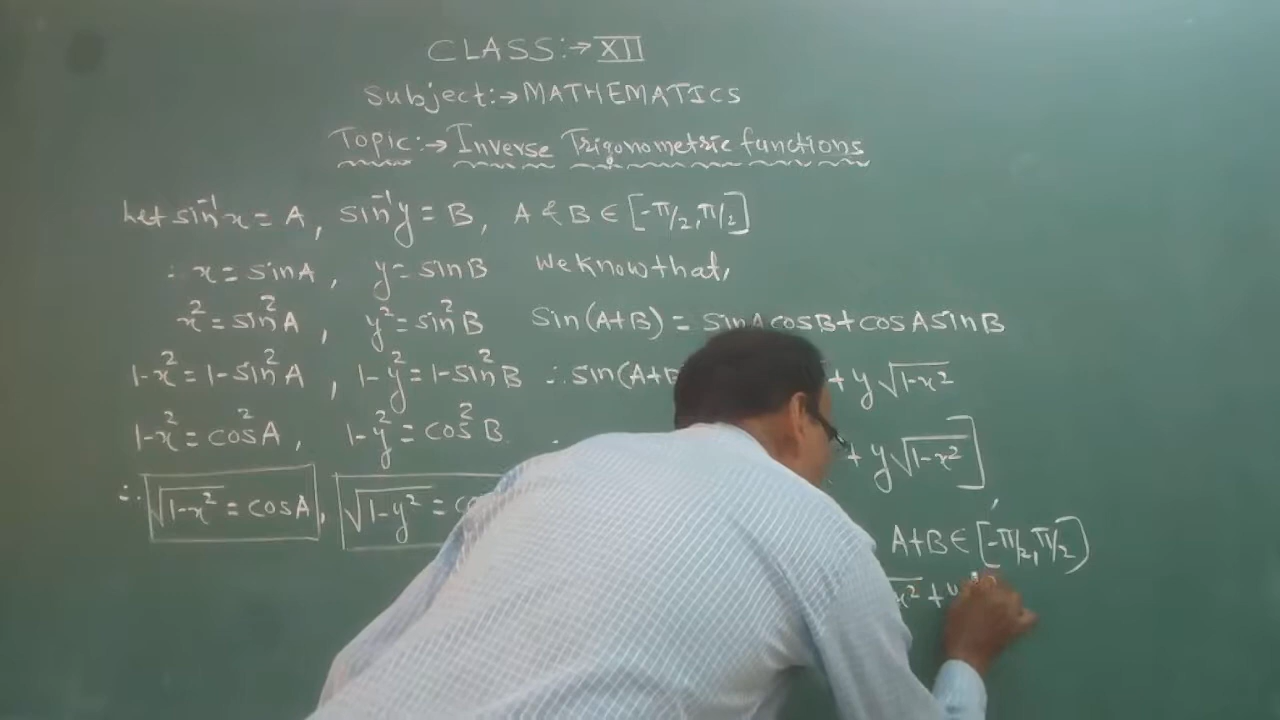 CLASS:→ XII
Subject:→ MATHEMATICS
Topic:→ Inverse Trigonometric functions
Let sin⁻¹x = A, sin⁻¹y = B, A & B ∈ [-π/2, π/2]
∴ x = sinA, y = sinB We know that,
x² = sin²A, y² = sin²B Sin(A+B) = sinA cosB + cosA sinB
1-x² = 1-sin²A, 1-y² = 1-sin²B ∴ sin(A+B + y√1-x²
1-x² = cos²A, 1-y² = cos²B. + y√1-x²]
∴ √1-x² = cosA, √1-y² = ,
A+B ∈ [-π/2, π/2)
x² +